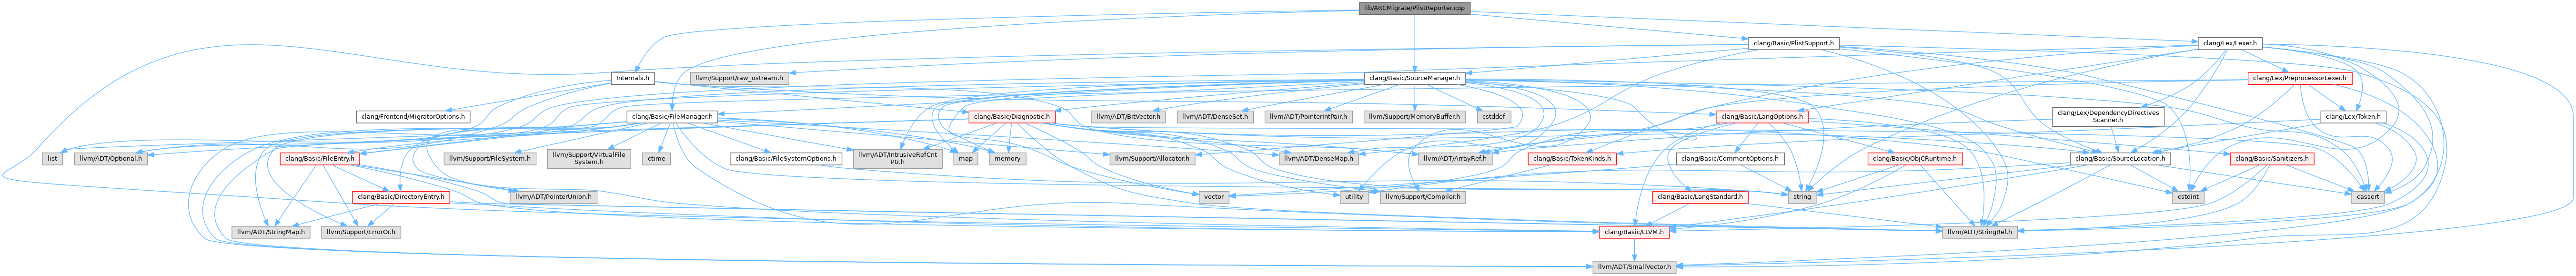 lib/ARCMigrate/PlistReporter.cpp
clang/Basic/PlistSupport.h
clang/Lex/Lexer.h
Internals.h
llvm/Support/raw_ostream.h
clang/Basic/SourceManager.h
clang/Lex/PreprocessorLexer.h
clang/Frontend/MigratorOptions.h
clang/Basic/FileManager.h
clang/Basic/Diagnostic.h
llvm/ADT/BitVector.h
llvm/ADT/DenseSet.h
llvm/ADT/PointerIntPair.h
llvm/Support/MemoryBuffer.h
cstddef
clang/Basic/LangOptions.h
clang/Lex/DependencyDirectives
Scanner.h
clang/Lex/Token.h
list
llvm/ADT/Optional.h
clang/Basic/FileEntry.h
llvm/Support/FileSystem.h
llvm/Support/VirtualFile
System.h
ctime
clang/Basic/FileSystemOptions.h
llvm/ADT/IntrusiveRefCnt
Ptr.h
map
memory
llvm/Support/Allocator.h
llvm/ADT/DenseMap.h
llvm/ADT/ArrayRef.h
clang/Basic/TokenKinds.h
clang/Basic/CommentOptions.h
clang/Basic/ObjCRuntime.h
clang/Basic/SourceLocation.h
clang/Basic/Sanitizers.h
clang/Basic/DirectoryEntry.h
llvm/ADT/PointerUnion.h
vector
utility
llvm/Support/Compiler.h
string
clang/Basic/LangStandard.h
cstdint
cassert
llvm/ADT/StringMap.h
llvm/Support/ErrorOr.h
clang/Basic/LLVM.h
llvm/ADT/StringRef.h
llvm/ADT/SmallVector.h